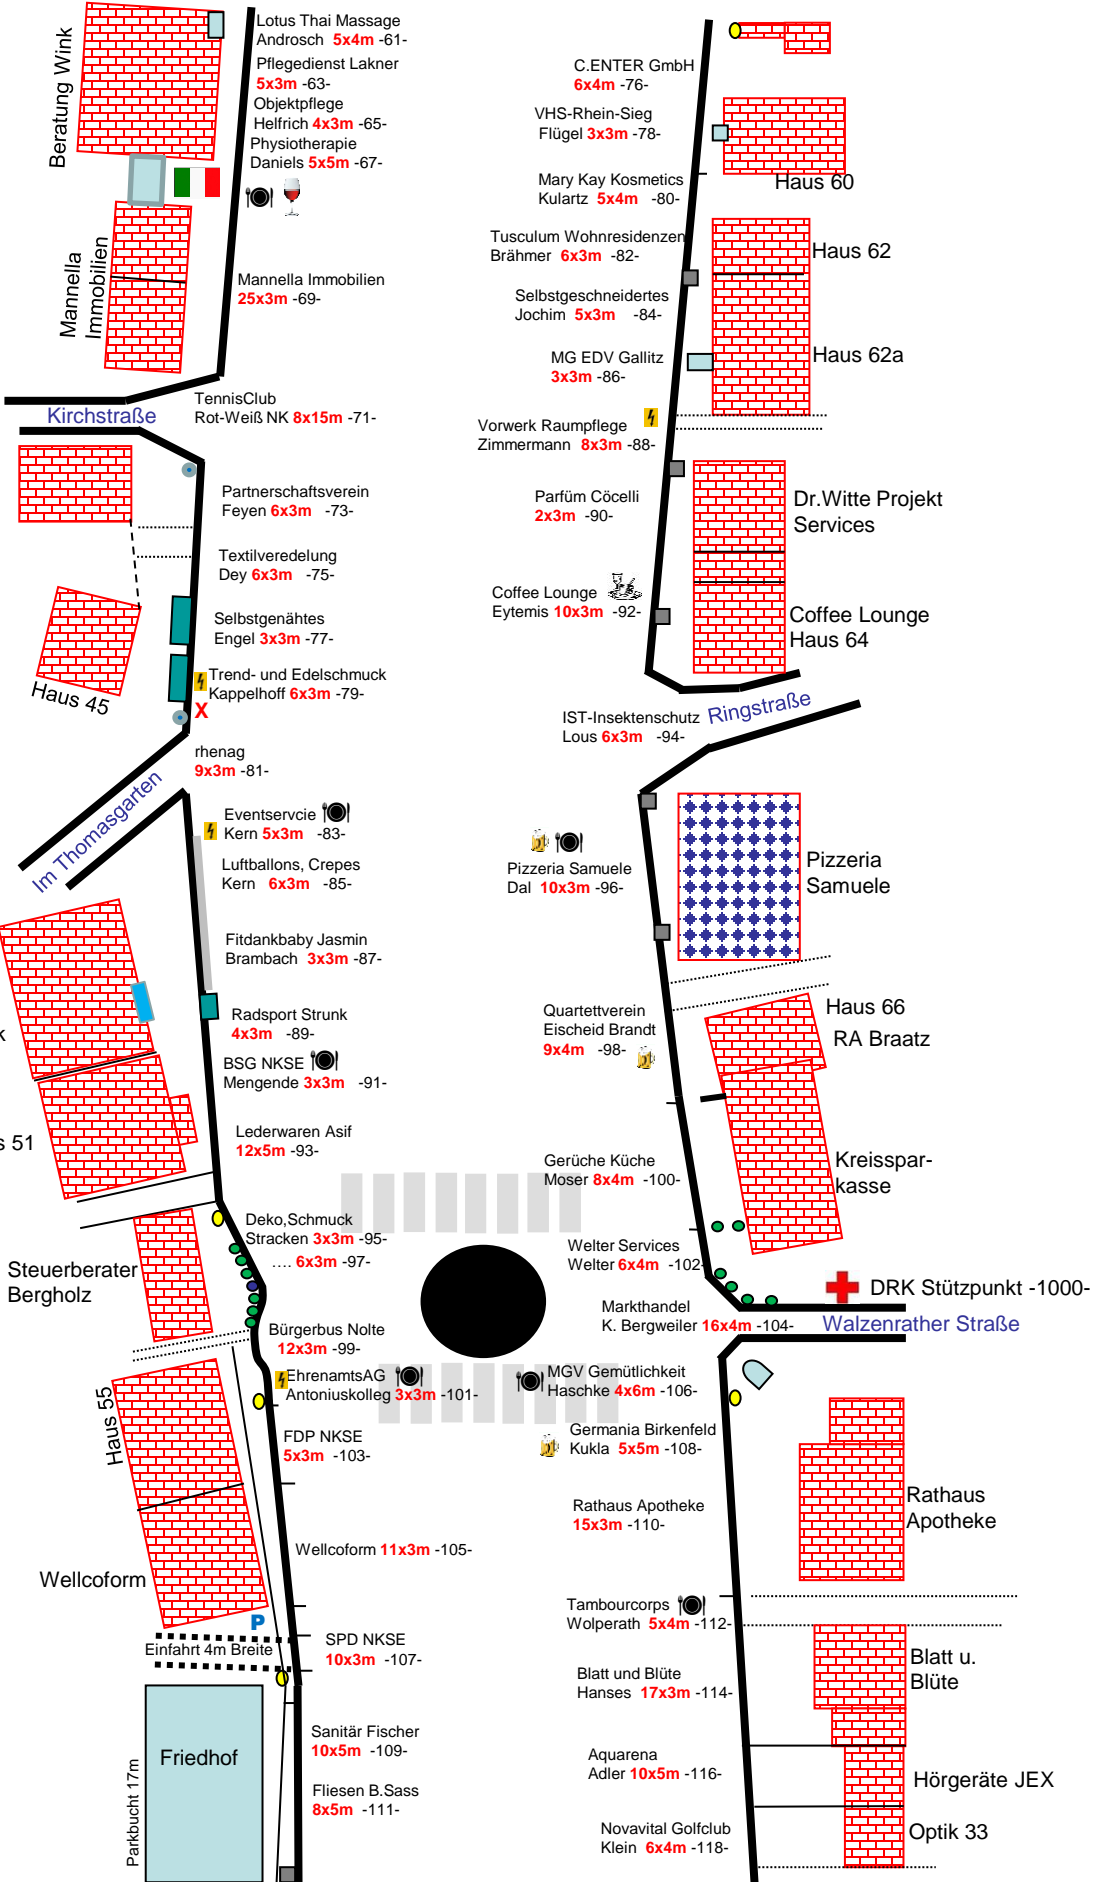 Beratung Wink
Lotus Thai Massage
Androsch 5x4m -61-
Pflegedienst Lakner
5x3m -63-
Objektpflege
Helfrich 4x3m -65-
Physiotherapie
Daniels 5x5m -67-
Mannella
Immobilien
Mannella Immobilien
25x3m -69-
TennisClub
Rot-Weiß NK 8x15m -71-
Kirchstraße
Partnerschaftsverein
Feyen 6x3m -73-
Textilveredelung
Dey 6x3m -75-
Selbstgenähtes
Engel 3x3m -77-
Haus 45
Trend- und Edelschmuck
Kappelhoff 6x3m -79-
X
rhenag
9x3m -81-
Im Thomasgarten
Eventservcie
Kern 5x3m -83-
Luftballons, Crepes
Kern 6x3m -85-
Fitdankbaby Jasmin
Brambach 3x3m -87-
Radsport Strunk
4x3m -89-
k
BSG NKSE
Mengende 3x3m -91-
Lederwaren Asif
12x5m -93-
s 51
Deko,Schmuck
Stracken 3x3m -95-
.... 6x3m -97-
Steuerberater
Bergholz
Bürgerbus Nolte
12x3m -99-
EhrenamtsAG
Antoniuskolleg 3x3m -101-
Haus 55
FDP NKSE
5x3m -103-
Wellcoform 11x3m -105-
Wellcoform
P
Einfahrt 4m Breite
SPD NKSE
10x3m -107-
Friedhof
Parkbucht 17m
Sanitär Fischer
10x5m -109-
Fliesen B.Sass
8x5m -111-
C.ENTER GmbH
6x4m -76-
VHS-Rhein-Sieg
Flügel 3x3m -78-
Haus 60
Mary Kay Kosmetics
Kulartz 5x4m -80-
Tusculum Wohnresidenzen
Brähmer 6x3m -82-
Haus 62
Selbstgeschneidertes
Jochim 5x3m -84-
MG EDV Gallitz
3x3m -86-
Haus 62a
Vorwerk Raumpflege
Zimmermann 8x3m -88-
Parfüm Cöcelli
2x3m -90-
Dr.Witte Projekt
Services
Coffee Lounge
Eytemis 10x3m -92-
Coffee Lounge
Haus 64
IST-Insektenschutz
Lous 6x3m -94-
Ringstraße
Pizzeria Samuele
Dal 10x3m -96-
Pizzeria
Samuele
Quartettverein
Eischeid Brandt
9x4m -98-
Haus 66
RA Braatz
Gerüche Küche
Moser 8x4m -100-
Kreisspar-
kasse
Welter Services
Welter 6x4m -102-
DRK Stützpunkt -1000-
Markthandel
K. Bergweiler 16x4m -104-
Walzenrather Straße
MGV Gemütlichkeit
Haschke 4x6m -106-
Germania Birkenfeld
Kukla 5x5m -108-
Rathaus Apotheke
15x3m -110-
Rathaus
Apotheke
Tambourcorps
Wolperath 5x4m -112-
Blatt und Blüte
Hanses 17x3m -114-
Blatt u.
Blüte
Aquarena
Adler 10x5m -116-
Hörgeräte JEX
Novavital Golfclub
Klein 6x4m -118-
Optik 33